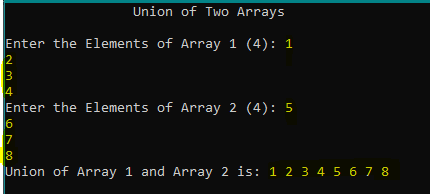 Union of Two Arrays
Enter the Elements of Array 1 (4): 1
2
3
4
Enter the Elements of Array 2 (4): 5
6
7
8
Union of Array 1 and Array 2 is: 1 2 3 4 5 6 7 8